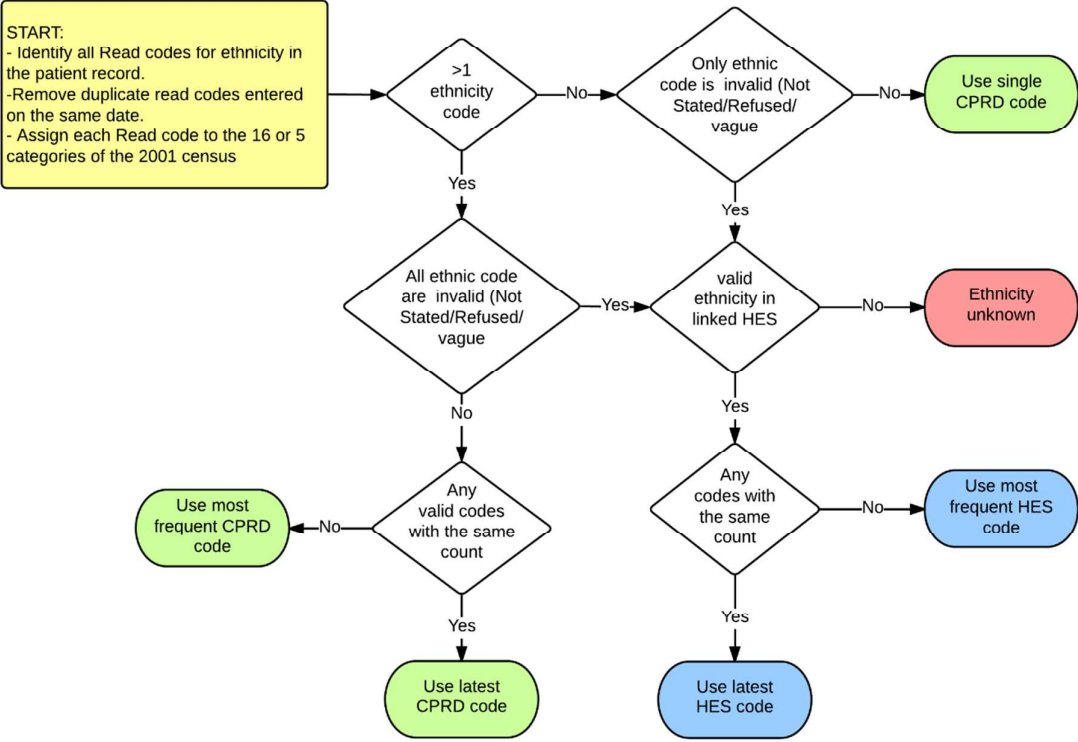 START:
- Identify all Read codes for ethnicity in
the patient record.
-Remove duplicate read codes entered
on the same date.
- Assign each Read code to the 16 or 5
categories of the 2001 census
>1
ethnicity
code
No
Only ethnic
code is invalid (Not
Stated/Refused/
vague
No
Use single
CPRD code
Yes
Yes
All ethnic code
are invalid (Not
Stated/Refused/
vague
Yes
valid
ethnicity in
linked HES
No
Ethnicity
unknown
No
Yes
Use most
frequent CPRD
code
No
Any
valid codes
with the same
count
Any
codes with
the same
count
No
Use most
frequent HES
code
Yes
Yes
Use latest
CPRD code
Use latest
HES code